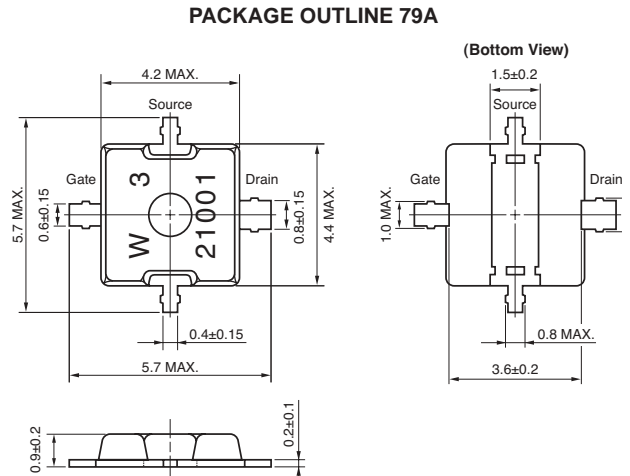 PACKAGE OUTLINE 79A
(Bottom View)
4.2 MAX.
1.5±0.2
Source
Source
Gate
Drain
Gate
Drain
5.7 MAX.
0.6±0.15
W
3
21001
0.8±0.15
4.4 MAX.
1.0 MAX.
0.4±0.15
0.8 MAX.
5.7 MAX.
3.6±0.2
0.9±0.2
0.2±0.1